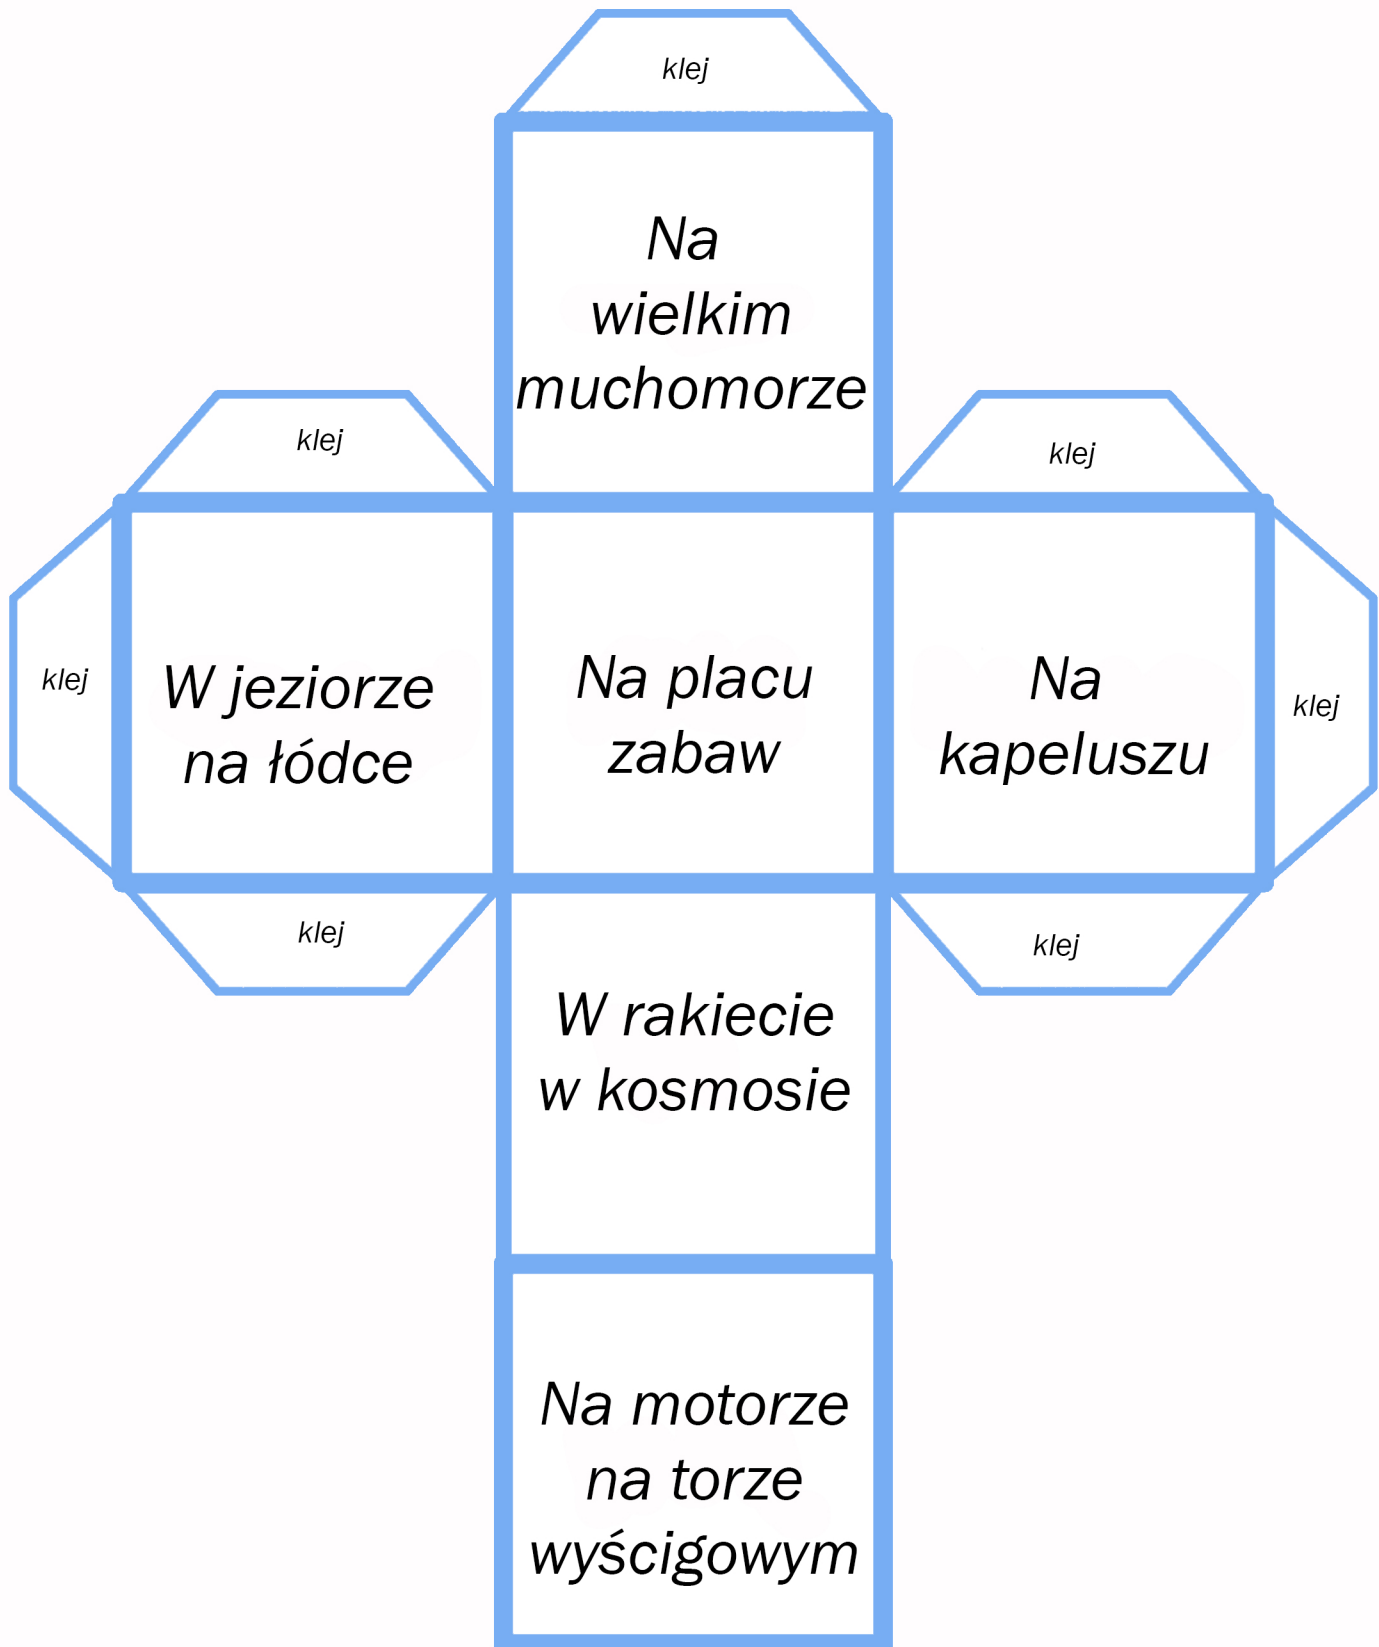 klej
Na
wielkim
muchomorze
klej
klej
klej
W jeziorze
na łódce
Na placu
zabaw
Na
kapeluszu
klej
klej
klej
W rakiecie
w kosmosie
Na motorze
na torze
wyścigowym